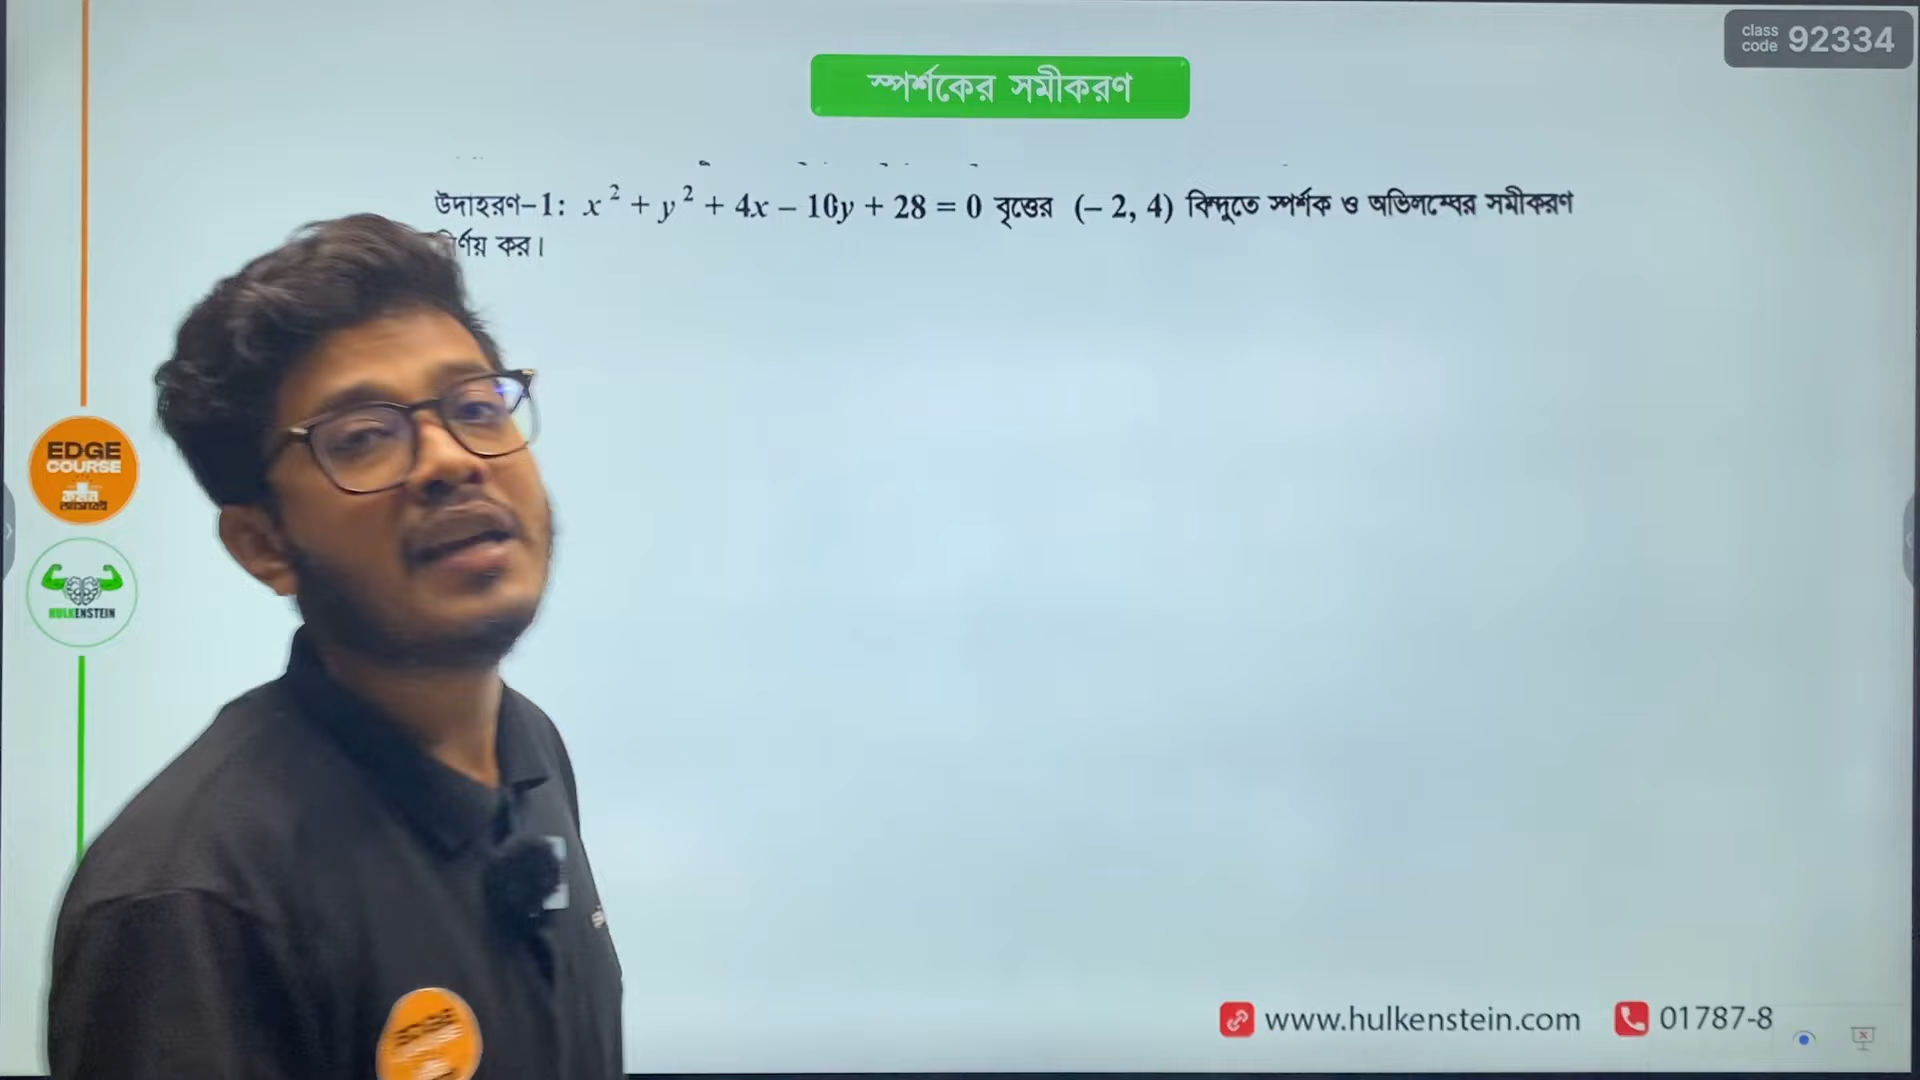 class code 92334
স্পর্শকের সমীকরণ
উদাহরণ-1: x² + y² + 4x – 10y + 28 = 0 বৃত্তের (– 2, 4) বিন্দুতে স্পর্শক ও অভিলম্বের সমীকরণ
র্ণয় কর।
EDGE
COURSE
HULKENSTEIN
EDGE
www.hulkenstein.com 01787-8